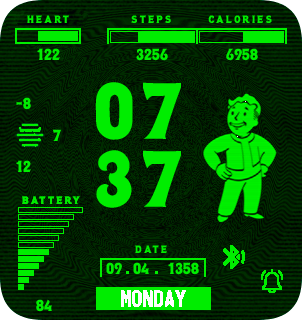 HEART STEPS CALORIES
122 3256 6958
-8
07
7
12
37
BATTERY
DATE
09.04. 1358
84
MONDAY